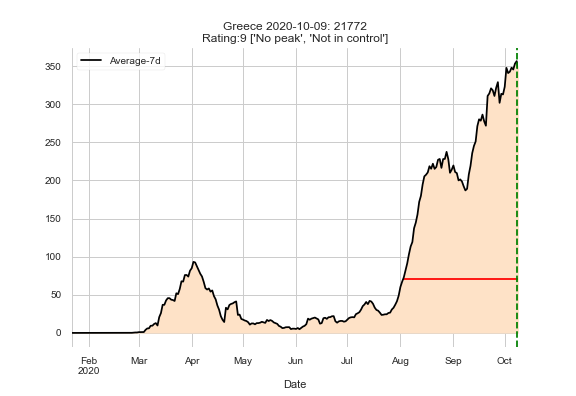 Greece 2020-10-09: 21772
Rating:9 ['No peak', 'Not in control']
Average-7d
350
300
250
200
150
100
50
0
Feb Mar Apr May Jun Jul Aug Sep Oct
2020
Date